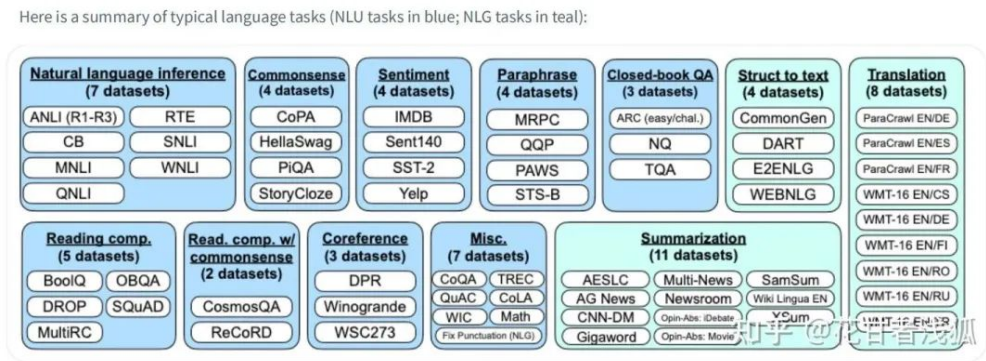 Here is a summary of typical language tasks (NLU tasks in blue; NLG tasks in teal):
Natural language inference
(7 datasets)
ANLI (R1-R3)
RTE
CB
SNLI
MNLI
WNLI
QNLI
Commonsense
(4 datasets)
CoPA
HellaSwag
PiQA
StoryCloze
Sentiment
(4 datasets)
IMDB
Sent140
SST-2
Yelp
Paraphrase
(4 datasets)
MRPC
QQP
PAWS
STS-B
Closed-book QA
(3 datasets)
ARC (easy/chal.)
NQ
TQA
Struct to text
(4 datasets)
CommonGen
DART
E2ENLG
WEBNLG
Translation
(8 datasets)
ParaCrawl EN/DE
ParaCrawl EN/ES
ParaCrawl EN/FR
WMT-16 EN/CS
WMT-16 EN/DE
WMT-16 EN/FI
WMT-16 EN/RO
WMT-16 EN/RU
WMT-16
Reading comp.
(5 datasets)
BoolQ
OBQA
DROP
SQuAD
MultiRC
Read. comp. w/
commonsense
(2 datasets)
CosmosQA
ReCoRD
Coreference
(3 datasets)
DPR
Winogrande
WSC273
Misc.
(7 datasets)
CoQA
TREC
QuAC
CoLA
WIC
Math
Fix Punctuation (NLG)
Summarization
(11 datasets)
AESLC
Multi-News
SamSum
AG News
Newsroom
Wiki Lingua EN
CNN-DM
Opin-Abs: iDebate
XSum
Gigaword
Opin-Abs: Movie
知乎 @花甘者浅狐